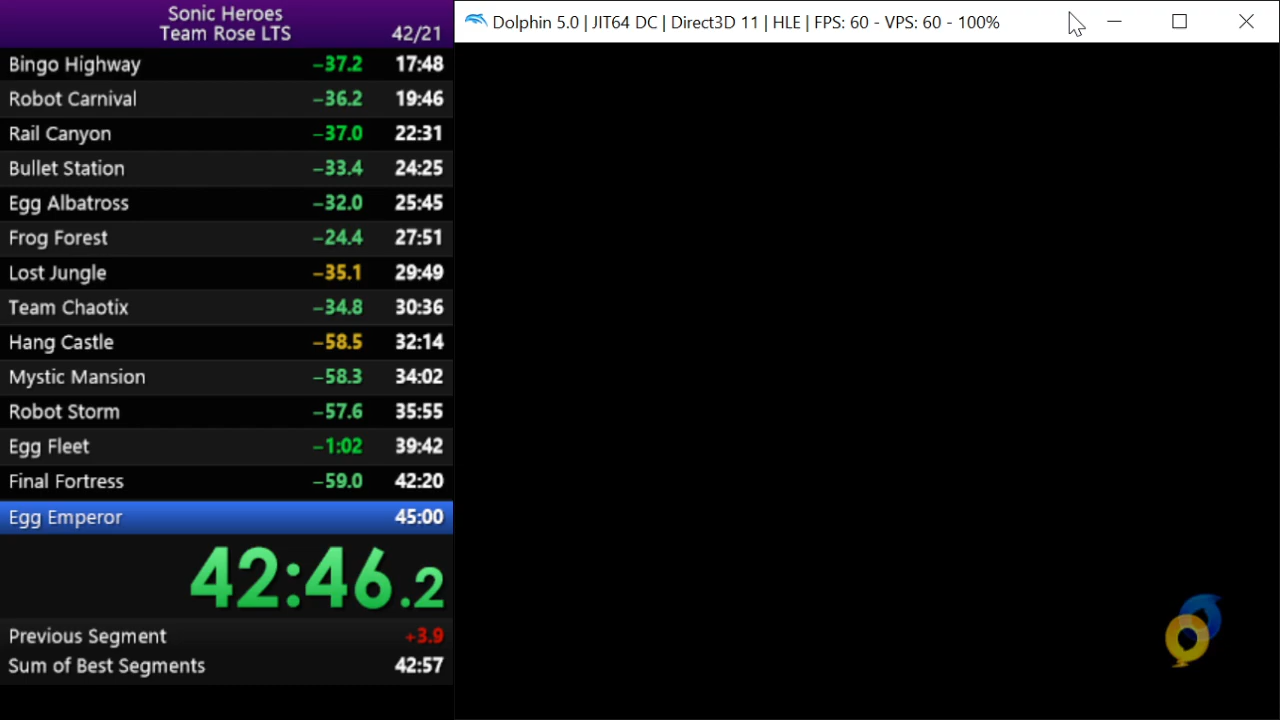 Sonic Heroes
Team Rose LTS 42/21
Bingo Highway −37.2 17:48
Robot Carnival −36.2 19:46
Rail Canyon −37.0 22:31
Bullet Station −33.4 24:25
Egg Albatross −32.0 25:45
Frog Forest −24.4 27:51
Lost Jungle −35.1 29:49
Team Chaotix −34.8 30:36
Hang Castle −58.5 32:14
Mystic Mansion −58.3 34:02
Robot Storm −57.6 35:55
Egg Fleet −1:02 39:42
Final Fortress −59.0 42:20
Egg Emperor 45:00
42:46.2
Previous Segment +3.9
Sum of Best Segments 42:57
Dolphin 5.0 | JIT64 DC | Direct3D 11 | HLE | FPS: 60 - VPS: 60 - 100%